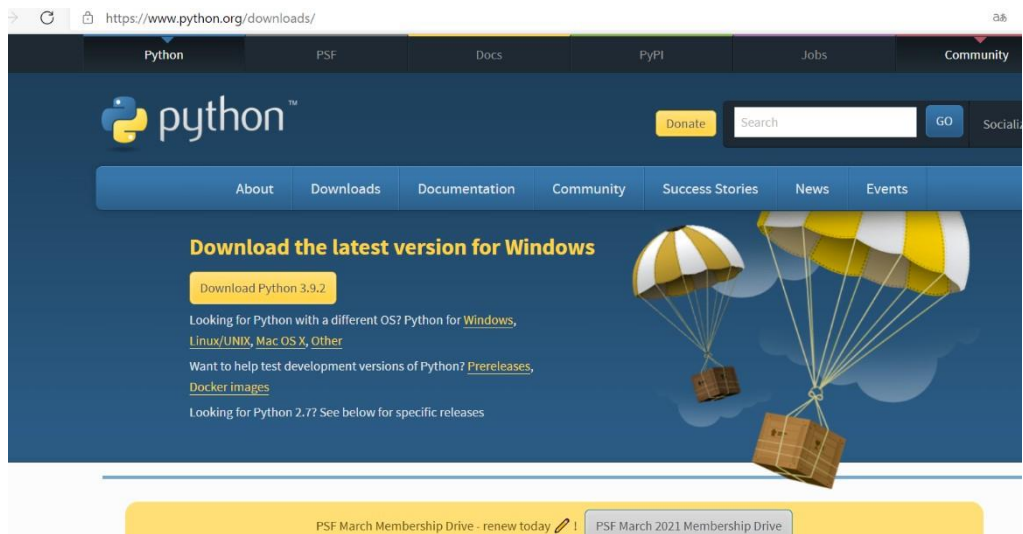 https://www.python.org/downloads/
Python PSF Docs PyPI Jobs Community
python™
Donate Search GO
About Downloads Documentation Community Success Stories News Events
Download the latest version for Windows
Download Python 3.9.2
Looking for Python with a different OS? Python for Windows,
Linux/UNIX, Mac OS X, Other
Want to help test development versions of Python? Prereleases,
Docker images
Looking for Python 2.7? See below for specific releases
PSF March Membership Drive - renew today ! PSF March 2021 Membership Drive